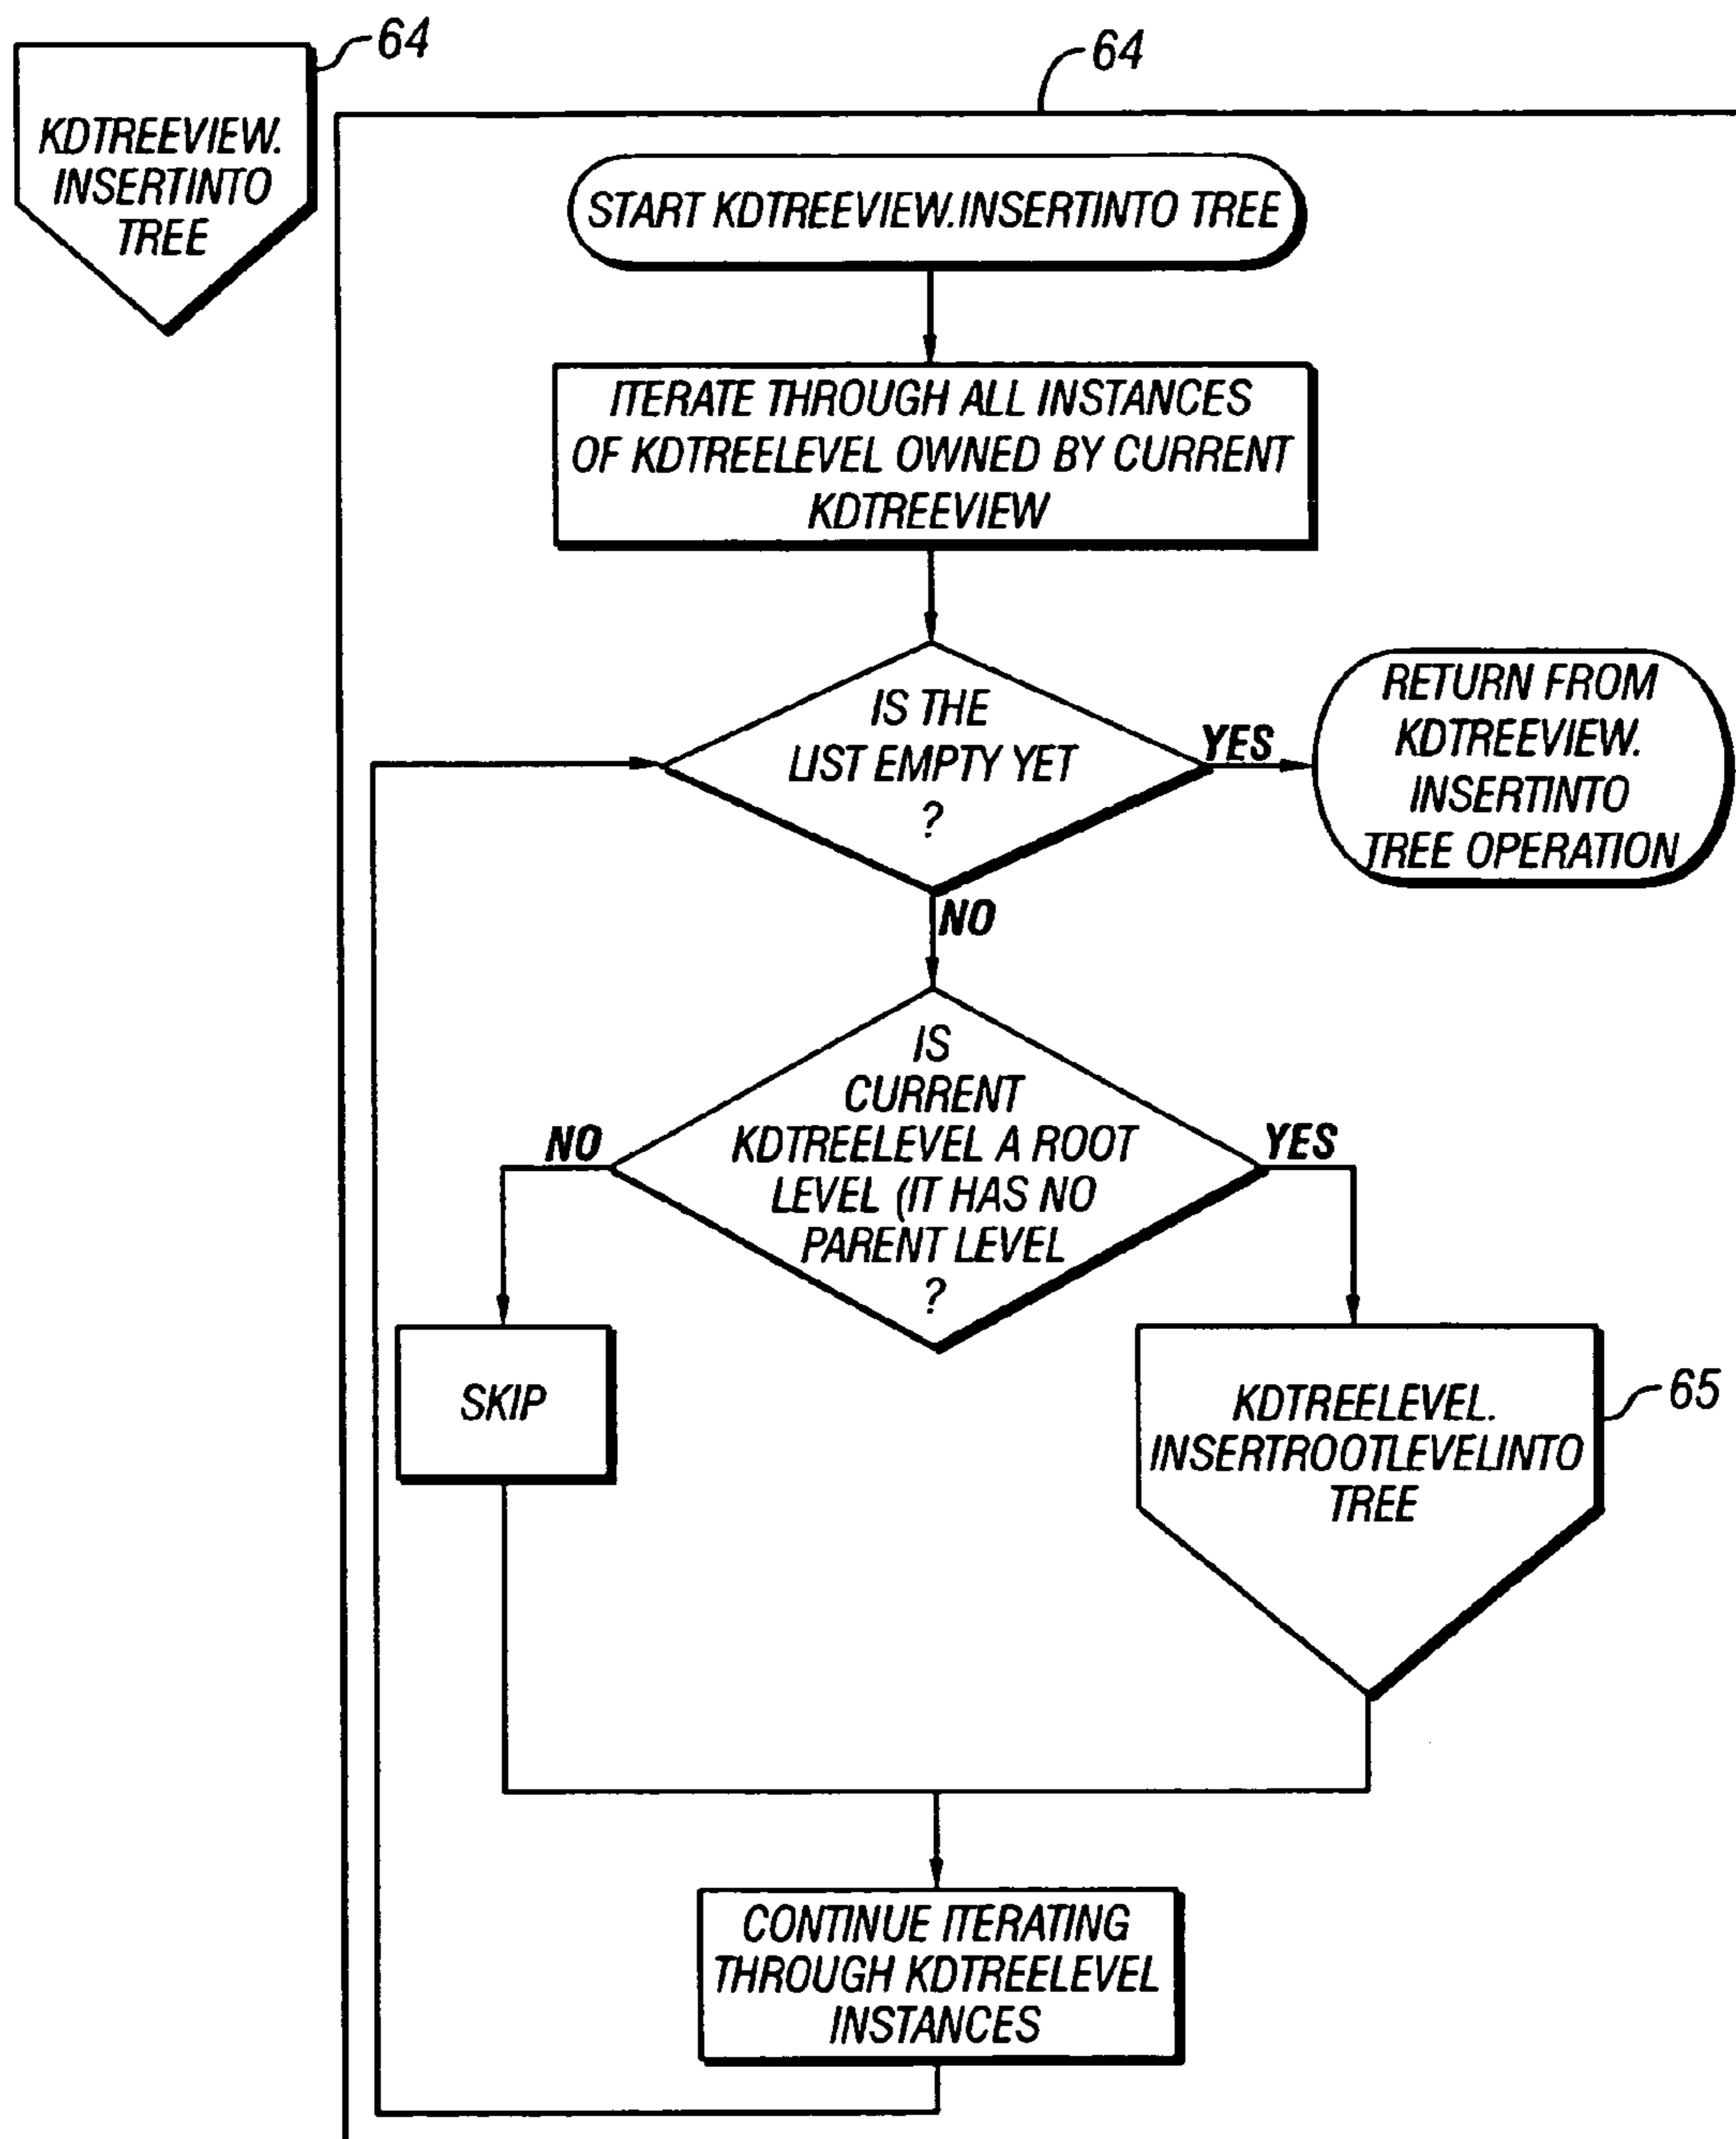 64
KDTREEVIEW.
INSERTINTO
TREE
64
START KDTREEVIEW.INSERTINTO TREE
ITERATE THROUGH ALL INSTANCES
OF KDTREELEVEL OWNED BY CURRENT
KDTREEVIEW
IS THE
LIST EMPTY YET
?
YES
RETURN FROM
KDTREEVIEW.
INSERTINTO
TREE OPERATION
NO
IS
CURRENT
KDTREELEVEL A ROOT
LEVEL (IT HAS NO
PARENT LEVEL
?
NO
YES
SKIP
KDTREELEVEL.
INSERTROOTLEVELINTO
TREE
65
CONTINUE ITERATING
THROUGH KDTREELEVEL
INSTANCES